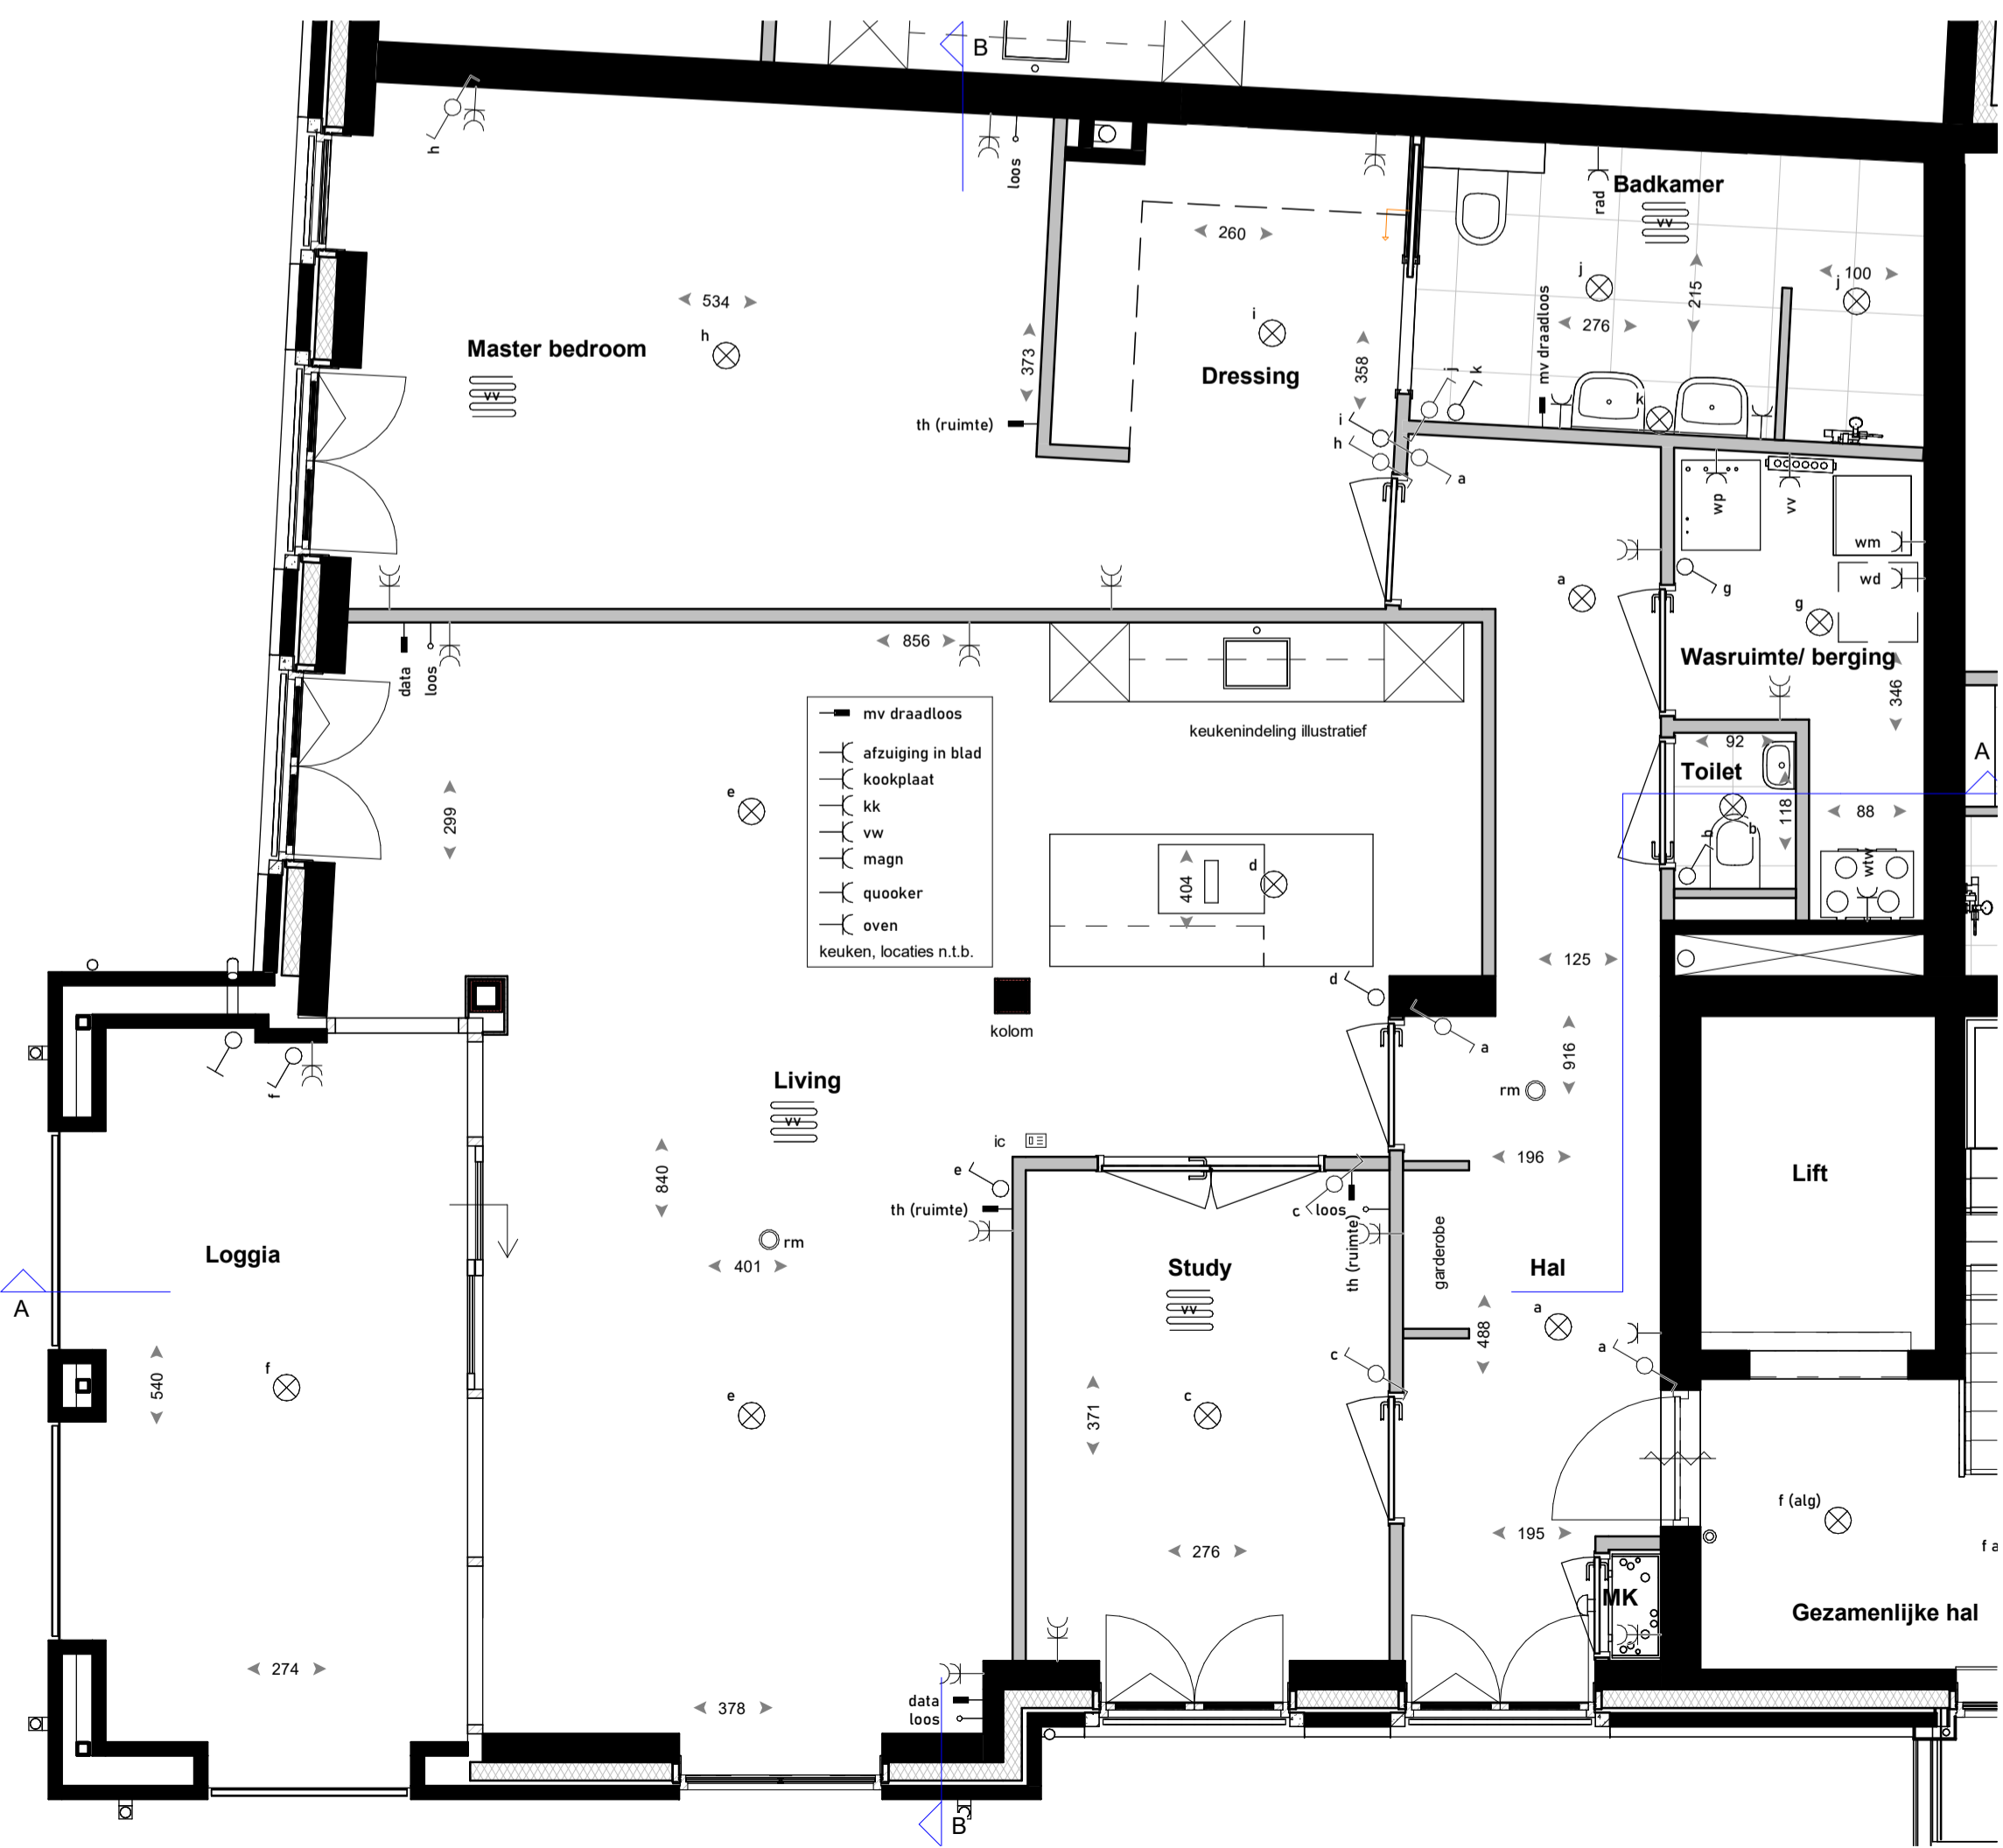 B
h
loos
rad
Badkamer
vv
260
j
100
j
215
276
534
h
i
mv draadloos
Master bedroom
373
358
Dressing
vv
j
k
k
th (ruimte)
i
h
a
wp
vv
wm
wd
a
g
g
856
data
loos
Wasruimte/ berging
346
mv draadloos
afzuiging in blad
kookplaat
kk
vw
magn
quooker
oven
keuken, locaties n.t.b.
keukenindeling illustratief
92
Toilet
A
299
e
118
88
b
b
d
404
wtw
125
d
kolom
a
916
f
Living
vv
rm
ic
840
e
196
Lift
th (ruimte)
c
loos
th (ruimte)
garderobe
rm
Loggia
401
Study
vv
Hal
A
a
488
540
f
c
a
e
371
c
f (alg)
195
276
f a
MK
Gezamenlijke hal
274
378
data
loos
B